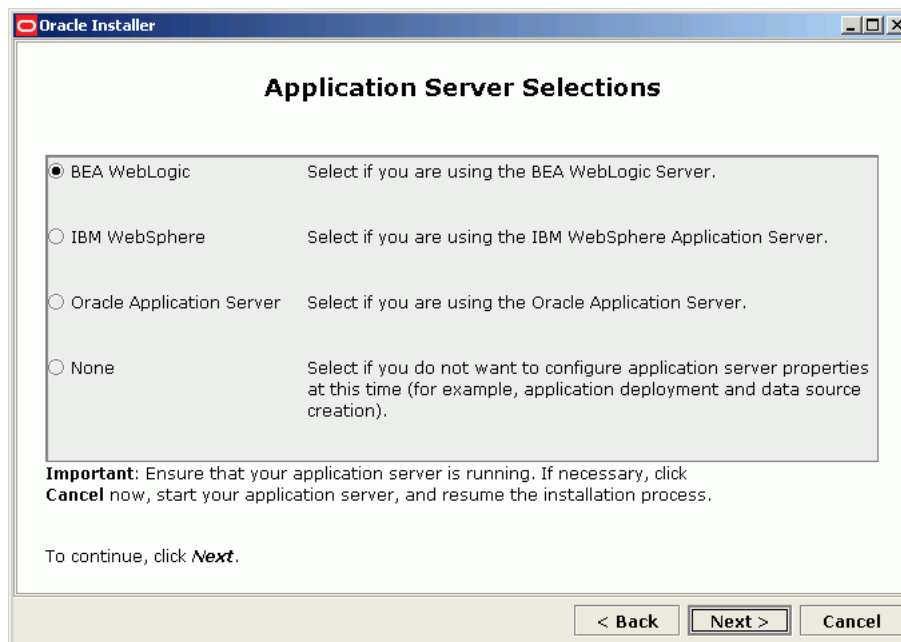 Oracle Installer
Application Server Selections
BEA WebLogic Select if you are using the BEA WebLogic Server.
IBM WebSphere Select if you are using the IBM WebSphere Application Server.
Oracle Application Server Select if you are using the Oracle Application Server.
None Select if you do not want to configure application server properties
at this time (for example, application deployment and data source
creation).
Important: Ensure that your application server is running. If necessary, click
Cancel now, start your application server, and resume the installation process.
To continue, click Next.
< Back Next > Cancel